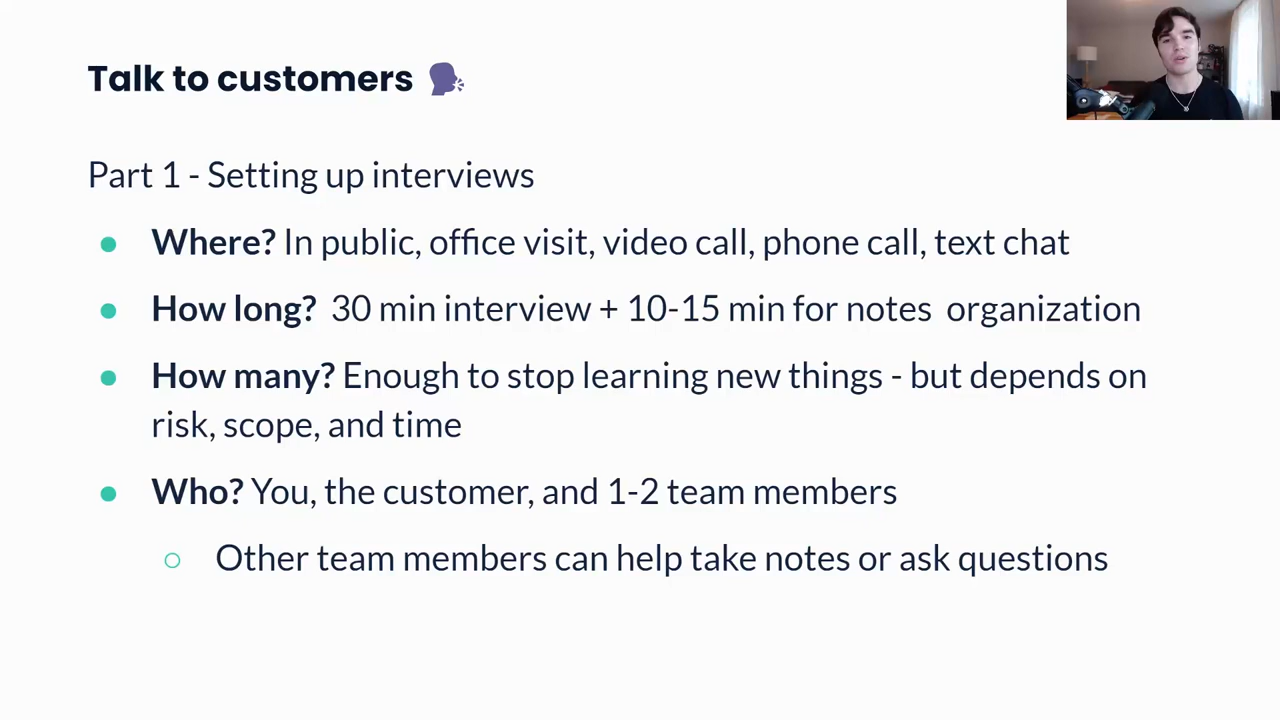 Talk to customers
Part 1 - Setting up interviews
Where? In public, office visit, video call, phone call, text chat
How long? 30 min interview + 10-15 min for notes organization
How many? Enough to stop learning new things - but depends on
risk, scope, and time
Who? You, the customer, and 1-2 team members
Other team members can help take notes or ask questions